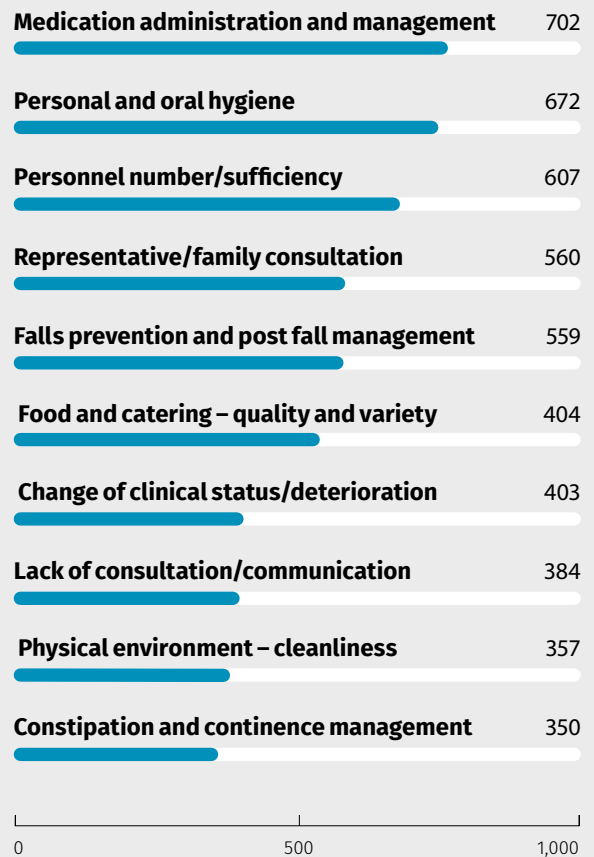 Medication administration and management 702
Personal and oral hygiene 672
Personnel number/sufficiency 607
Representative/family consultation 560
Falls prevention and post fall management 559
Food and catering – quality and variety 404
Change of clinical status/deterioration 403
Lack of consultation/communication 384
Physical environment – cleanliness 357
Constipation and continence management 350
0 500 1,000